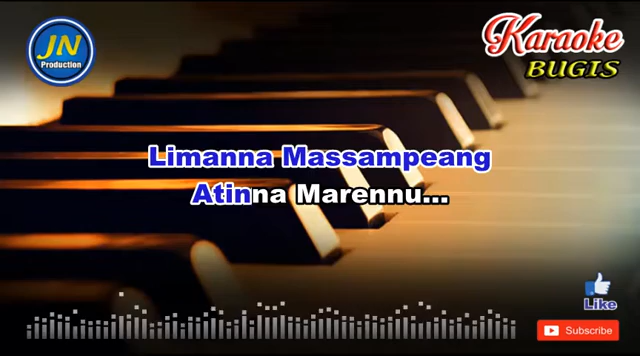 JN
Production
Karaoke
BUGIS
Limanna Massampeang
Atinna Marennu...
Like
Subscribe